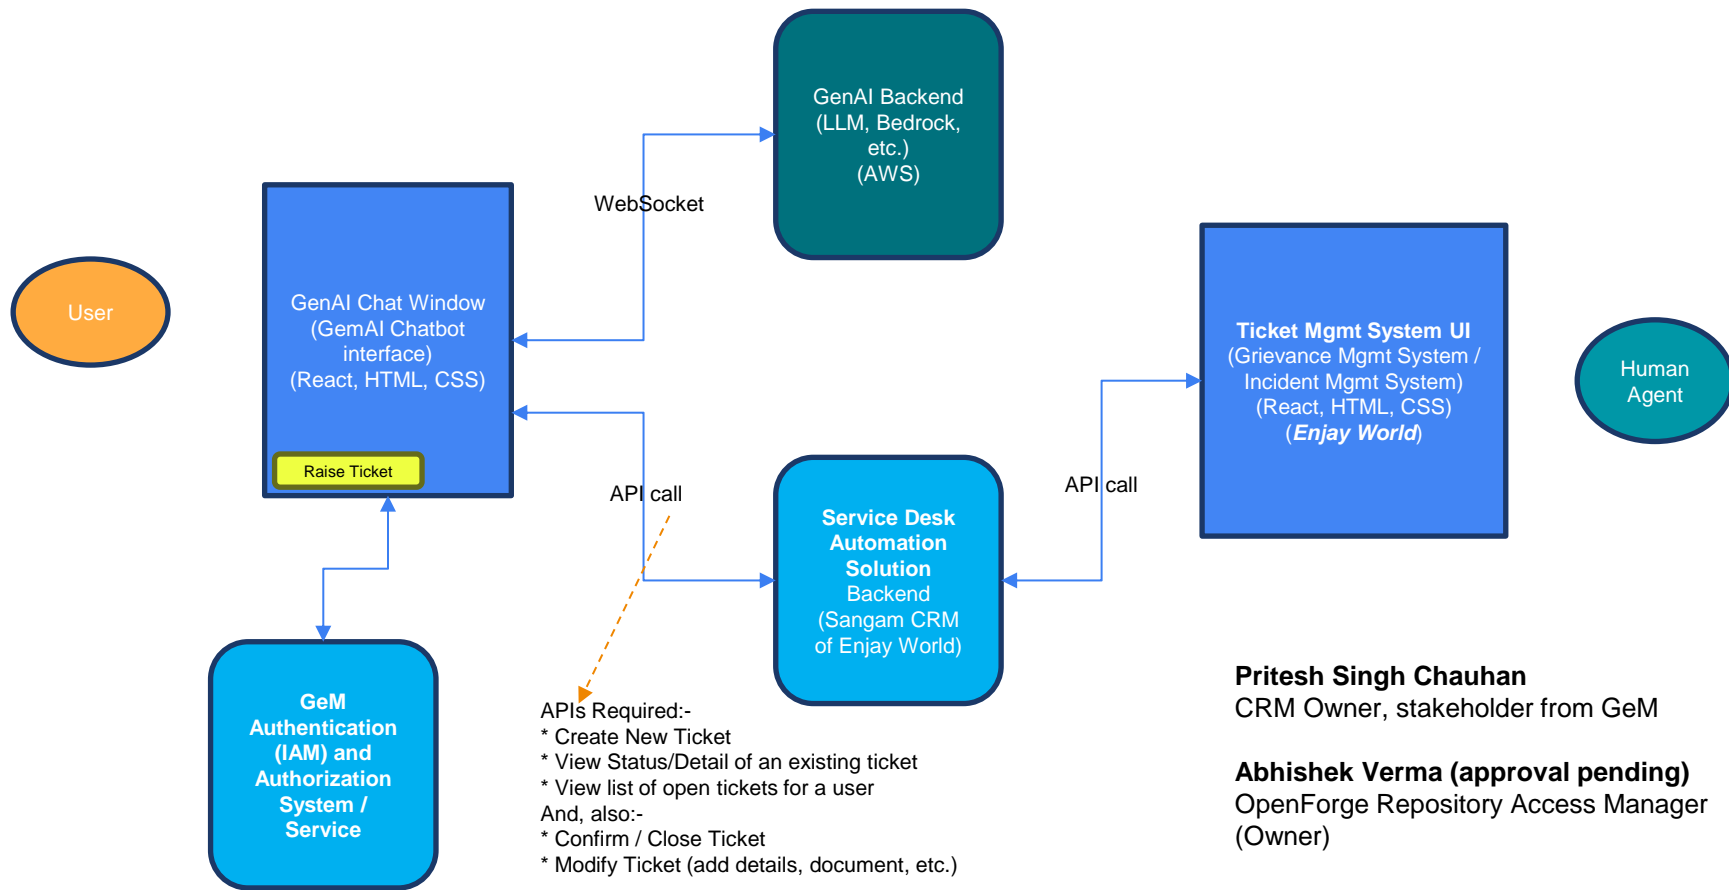 GenAI Backend
(LLM, Bedrock,
etc.)
(AWS)
WebSocket
User
GenAI Chat Window
(GemAI Chatbot
interface)
(React, HTML, CSS)
Raise Ticket
Ticket Mgmt System UI
(Grievance Mgmt System /
Incident Mgmt System)
(React, HTML, CSS)
(Enjay World)
Human
Agent
API call
API call
Service Desk
Automation
Solution
Backend
(Sangam CRM
of Enjay World)
GeM
Authentication
(IAM) and
Authorization
System /
Service
APIs Required:-
* Create New Ticket
* View Status/Detail of an existing ticket
* View list of open tickets for a user
And, also:-
* Confirm / Close Ticket
* Modify Ticket (add details, document, etc.)
Pritesh Singh Chauhan
CRM Owner, stakeholder from GeM
Abhishek Verma (approval pending)
OpenForge Repository Access Manager
(Owner)